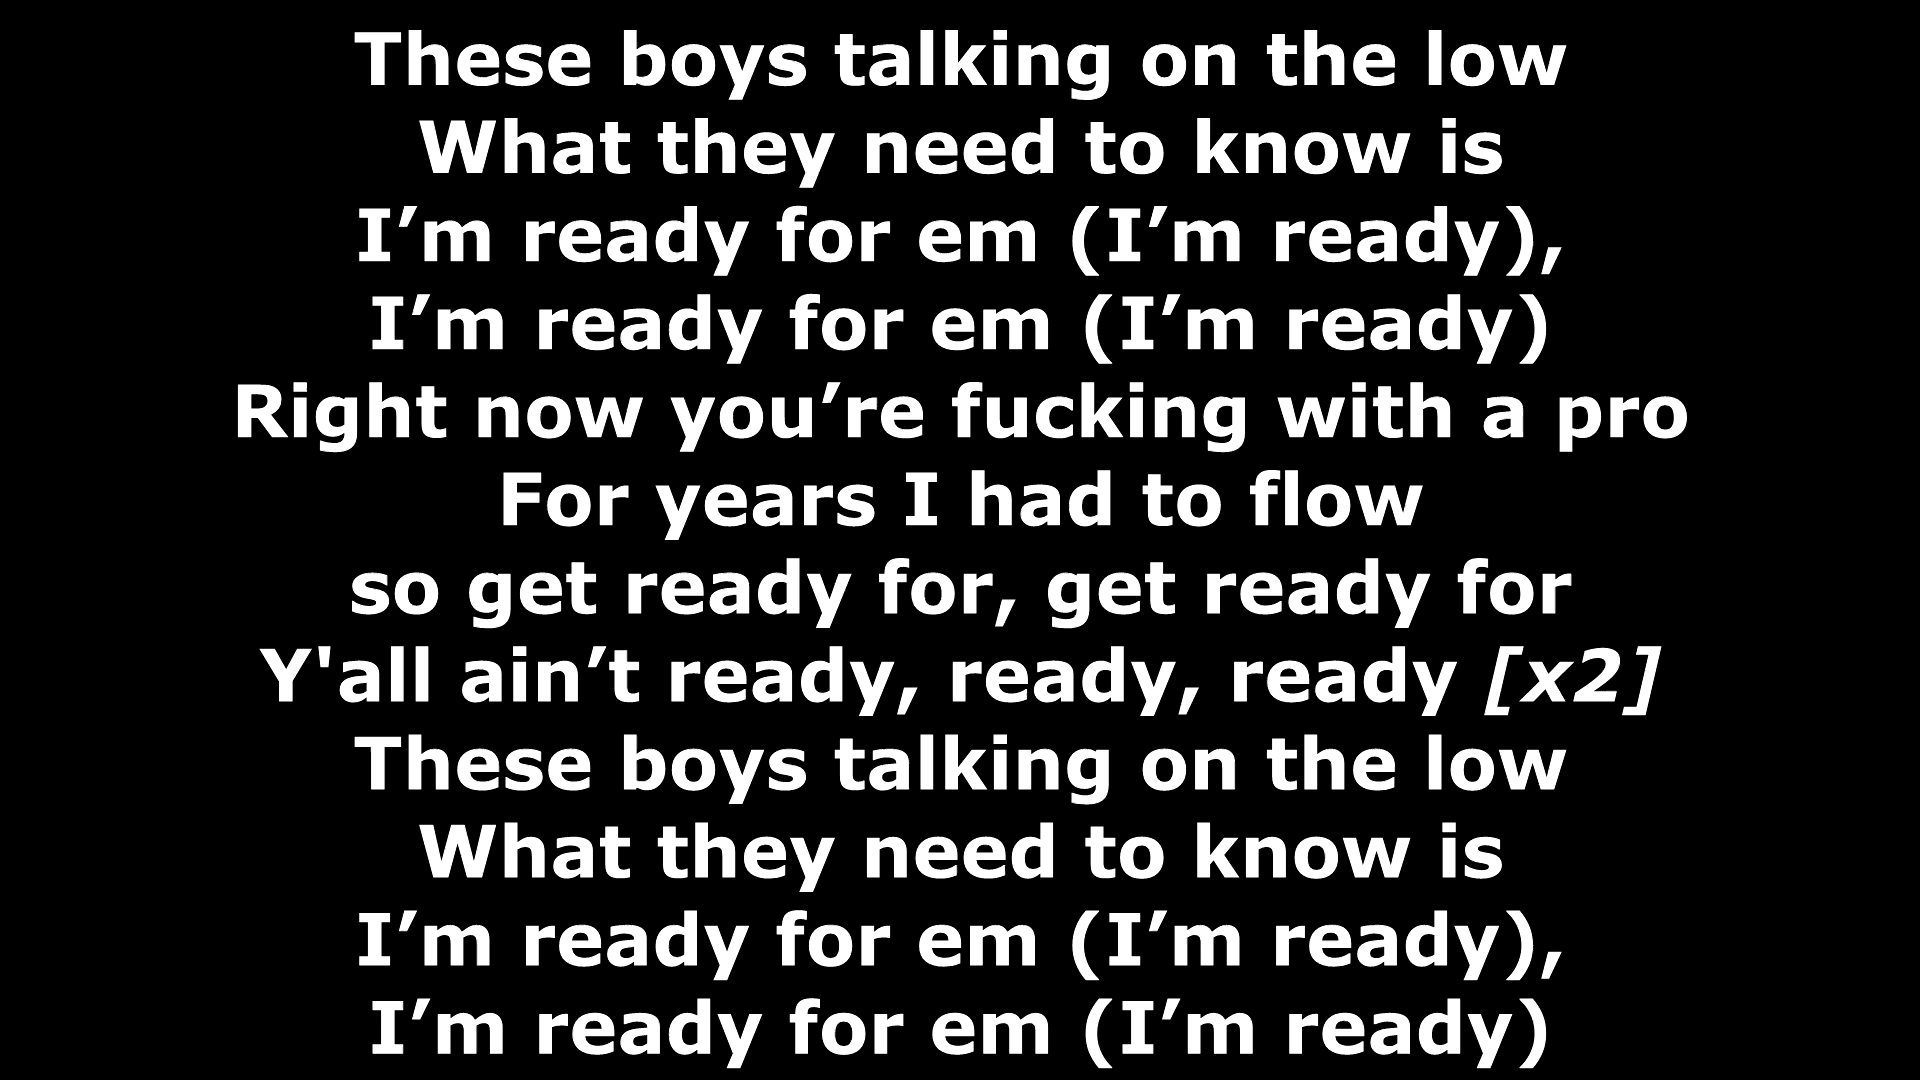 These boys talking on the low
What they need to know is
I’m ready for em (I’m ready),
I’m ready for em (I’m ready)
Right now you’re fucking with a pro
For years I had to flow
so get ready for, get ready for
Y'all ain’t ready, ready, ready [x2]
These boys talking on the low
What they need to know is
I’m ready for em (I’m ready),
I’m ready for em (I’m ready)